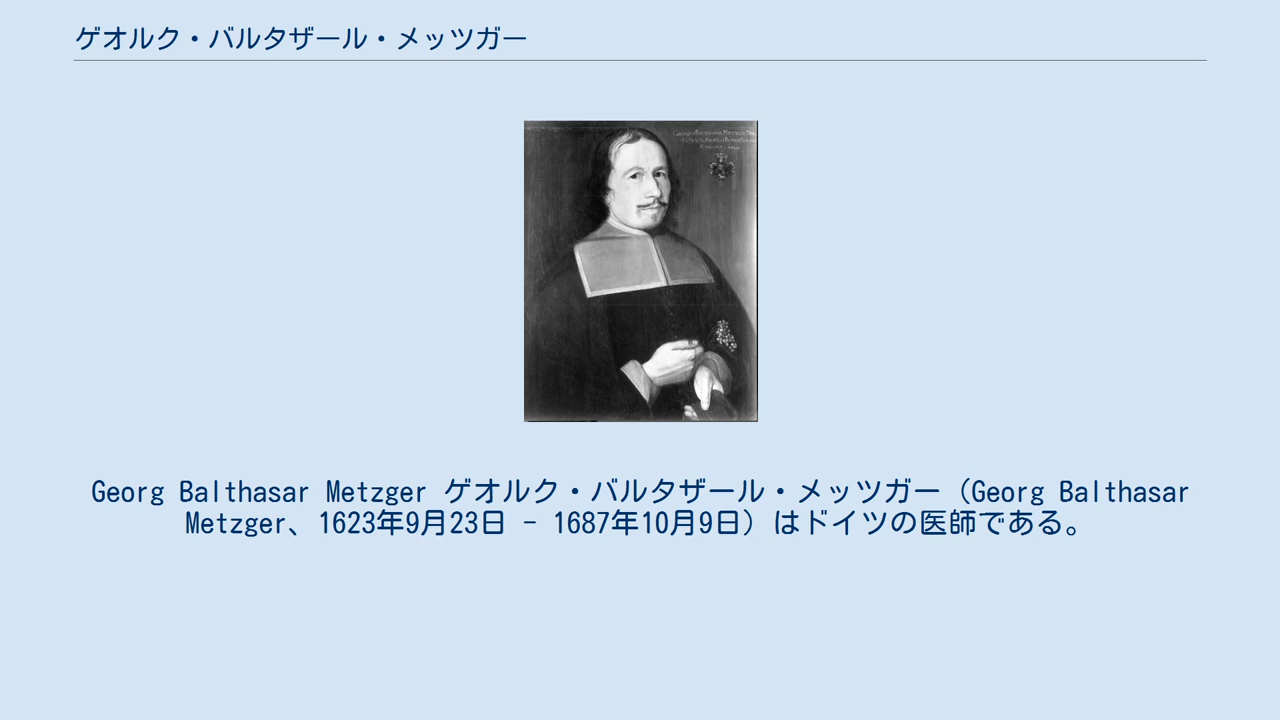 ゲオルク・バルタザール・メッツガー
Georg Balthasar Metzger ゲオルク・バルタザール・メッツガー（Georg Balthasar
Metzger、1623年9月23日 - 1687年10月9日）はドイツの医師である。